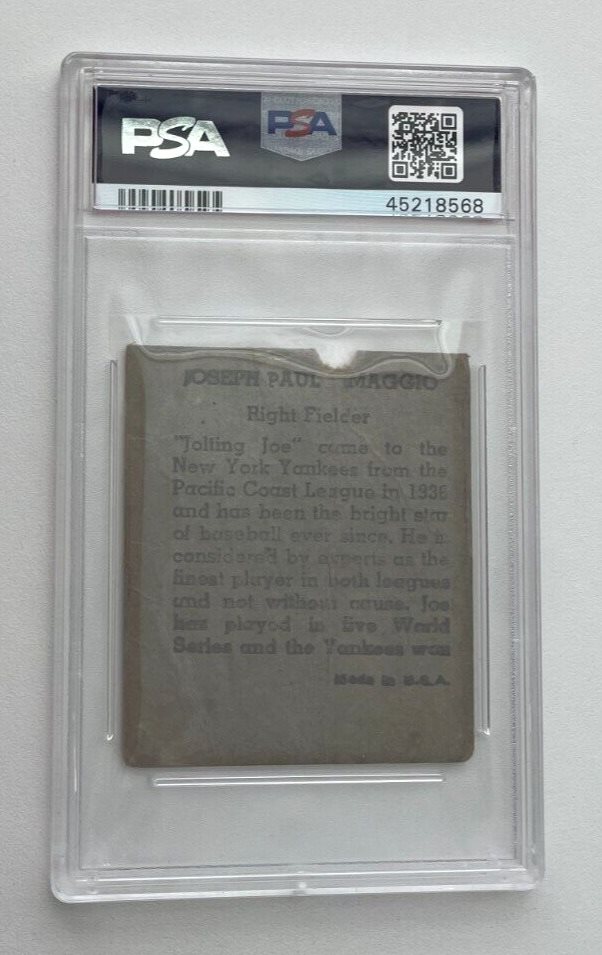 PSA
PSA
45218568
JOSEPH PAUL MAGGIO
Right Fielder
"Jolting Joe" came to the
New York Yankees from the
Pacific Coast League in 1936
and has been the bright star
of baseball ever since. He is
considered by experts as the
finest player in both leagues
and not without cause. Joe
has played in five World
Series and the Yankees won
Made in U.S.A.